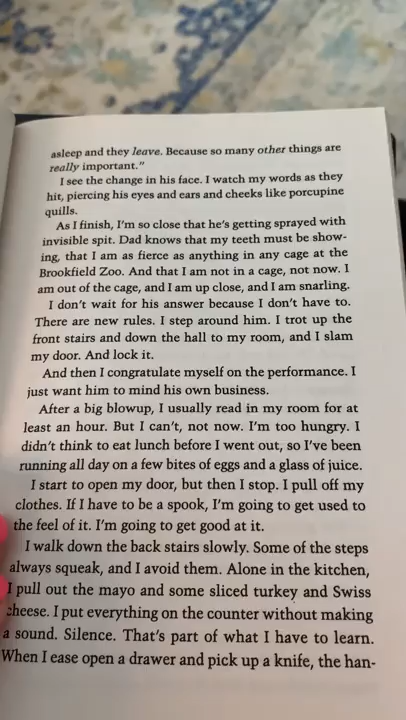 asleep and they leave. Because so many other things are
really important."
I see the change in his face. I watch my words as they
hit, piercing his eyes and ears and cheeks like porcupine
quills.
As I finish, I'm so close that he's getting sprayed with
invisible spit. Dad knows that my teeth must be show-
ing, that I am as fierce as anything in any cage at the
Brookfield Zoo. And that I am not in a cage, not now. I
am out of the cage, and I am up close, and I am snarling.
I don't wait for his answer because I don't have to.
There are new rules. I step around him. I trot up the
front stairs and down the hall to my room, and I slam
my door. And lock it.
And then I congratulate myself on the performance. I
just want him to mind his own business.
After a big blowup, I usually read in my room for at
least an hour. But I can't, not now. I'm too hungry. I
didn't think to eat lunch before I went out, so I've been
running all day on a few bites of eggs and a glass of juice.
I start to open my door, but then I stop. I pull off my
clothes. If I have to be a spook, I'm going to get used to
the feel of it. I'm going to get good at it.
I walk down the back stairs slowly. Some of the steps
always squeak, and I avoid them. Alone in the kitchen,
I pull out the mayo and some sliced turkey and Swiss
cheese. I put everything on the counter without making
a sound. Silence. That's part of what I have to learn.
When I ease open a drawer and pick up a knife, the han-